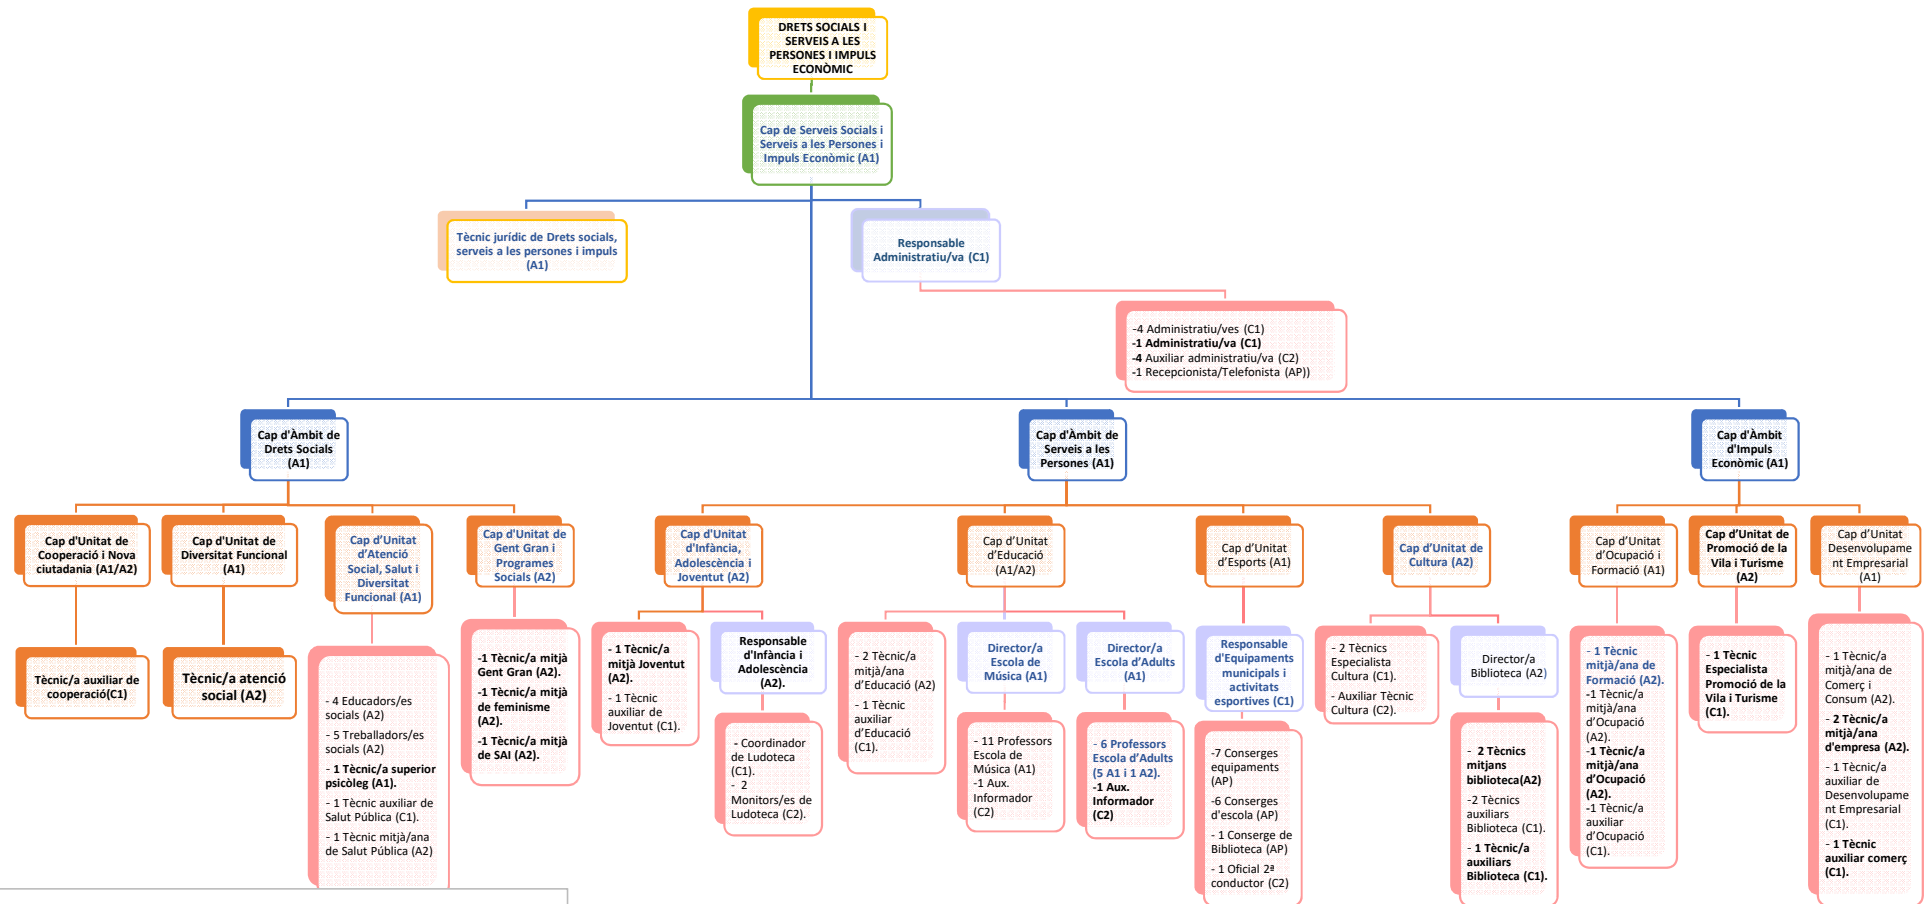 DRETS SOCIALS I
SERVEIS A LES
PERSONES I IMPULS
ECONÒMIC
Cap de Serveis Socials i
Serveis a les Persones i
Impuls Econòmic (A1)
Tècnic jurídic de Drets socials,
serveis a les persones i impuls
(A1)
Responsable
Administratiu/va (C1)
-4 Administratiu/ves (C1)
-1 Administratiu/va (C1)
-4 Auxiliar administratiu/va (C2)
-1 Recepcionista/Telefonista (AP))
Cap d'Àmbit de
Drets Socials
(A1)
Cap d'Àmbit de
Serveis a les
Persones (A1)
Cap d'Àmbit
d'Impuls
Econòmic (A1)
Cap d'Unitat de
Cooperació i Nova
ciutadania (A1/A2)
Cap d'Unitat de
Diversitat Funcional
(A1)
Cap d’Unitat
d’Atenció
Social, Salut i
Diversitat
Funcional (A1)
Cap d'Unitat de
Gent Gran i
Programes
Socials (A2)
Cap d'Unitat
d'Infància,
Adolescència i
Joventut (A2)
Cap d’Unitat
d’Educació
(A1/A2)
Cap d’Unitat
d’Esports (A1)
Cap d’Unitat de
Cultura (A2)
Cap d’Unitat
d’Ocupació i
Formació (A1)
Cap d’Unitat de
Promoció de la
Vila i Turisme
(A2)
Cap d’Unitat
Desenvolupame
nt Empresarial
(A1)
Tècnic/a auxiliar de
cooperació(C1)
Tècnic/a atenció
social (A2)
- 4 Educadors/es
socials (A2)
- 5 Treballadors/es
socials (A2)
- 1 Tècnic/a superior
psicòleg (A1).
- 1 Tècnic auxiliar de
Salut Pública (C1).
- 1 Tècnic mitjà/ana
de Salut Pública (A2)
-1 Tècnic/a mitjà
Gent Gran (A2).
-1 Tècnic/a mitjà
de feminisme
(A2).
-1 Tècnic/a mitjà
de SAI (A2).
- 1 Tècnic/a
mitjà Joventut
(A2).
- 1 Tècnic
auxiliar de
Joventut (C1).
Responsable
d'Infància i
Adolescència
(A2).
- Coordinador
de Ludoteca
(C1).
- 2
Monitors/es de
Ludoteca (C2).
- 2 Tècnic/a
mitjà/ana
d’Educació (A2)
- 1 Tècnic
auxiliar
d’Educació
(C1).
Director/a
Escola de
Música (A1)
- 11 Professors
Escola de
Música (A1)
-1 Aux.
Informador
(C2)
Director/a
Escola d’Adults
(A1)
- 6 Professors
Escola d’Adults
(5 A1 i 1 A2).
-1 Aux.
Informador
(C2)
Responsable
d'Equipaments
municipals i
activitats
esportives (C1)
-7 Conserges
equipaments
(AP)
-6 Conserges
d'escola (AP)
- 1 Conserge de
Biblioteca (AP)
- 1 Oficial 2ª
conductor (C2)
- 2 Tècnics
Especialista
Cultura (C1).
- Auxiliar Tècnic
Cultura (C2).
Director/a
Biblioteca (A2)
- 2 Tècnics
mitjans
biblioteca(A2)
-2 Tècnics
auxiliars
Biblioteca (C1).
- 1 Tècnic/a
auxiliars
Biblioteca (C1).
- 1 Tècnic
mitjà/ana de
Formació (A2).
-1 Tècnic/a
mitjà/ana
d’Ocupació
(A2).
-1 Tècnic/a
mitjà/ana
d’Ocupació
(A2).
-1 Tècnic/a
auxiliar
d’Ocupació
(C1).
- 1 Tècnic
Especialista
Promoció de la
Vila i Turisme
(C1).
- 1 Tècnic/a
mitjà/ana de
Comerç i
Consum (A2).
- 2 Tècnic/a
mitjà/ana
d'empresa (A2).
- 1 Tècnic/a
auxiliar de
Desenvolupame
nt Empresarial
(C1).
- 1 Tècnic
auxiliar comerç
(C1).